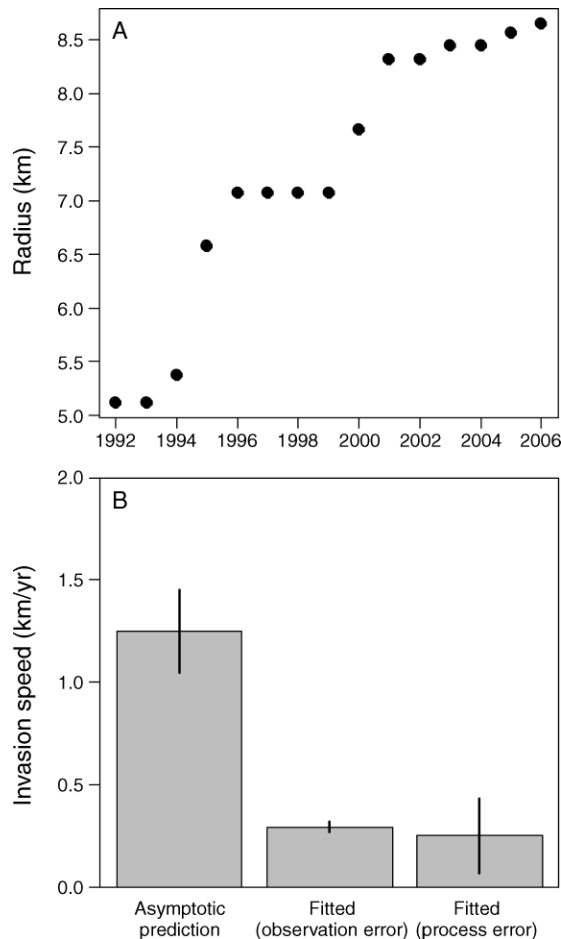 A
Radius (km)
8.5
8.0
7.5
7.0
6.5
6.0
5.5
5.0
1992 1994 1996 1998 2000 2002 2004 2006
B
Invasion speed (km/yr)
2.0
1.5
1.0
0.5
0.0
Asymptotic prediction
Fitted (observation error)
Fitted (process error)